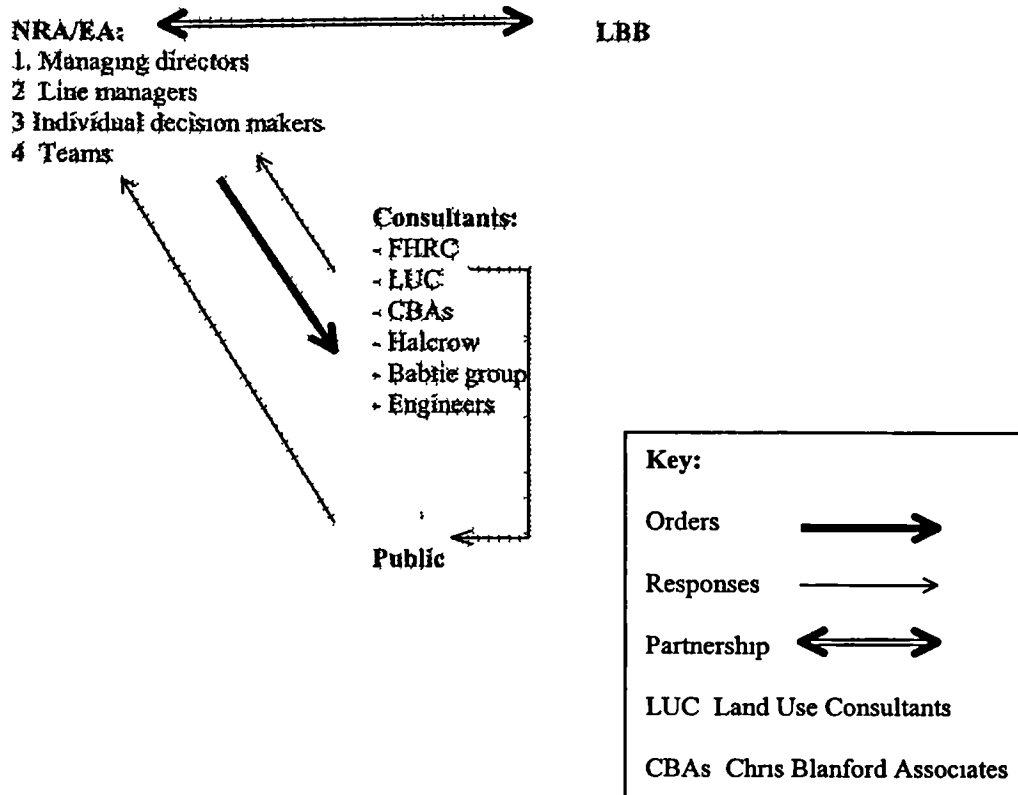 NRA/EA:
LBB
1. Managing directors
2 Line managers
3 Individual decision makers
4 Teams
Consultants:
- FHRC
- LUC
- CBAs
- Halcrow
- Babtie group
- Engineers
Public
Key:
Orders
Responses
Partnership
LUC Land Use Consultants
CBAs Chris Blanford Associates